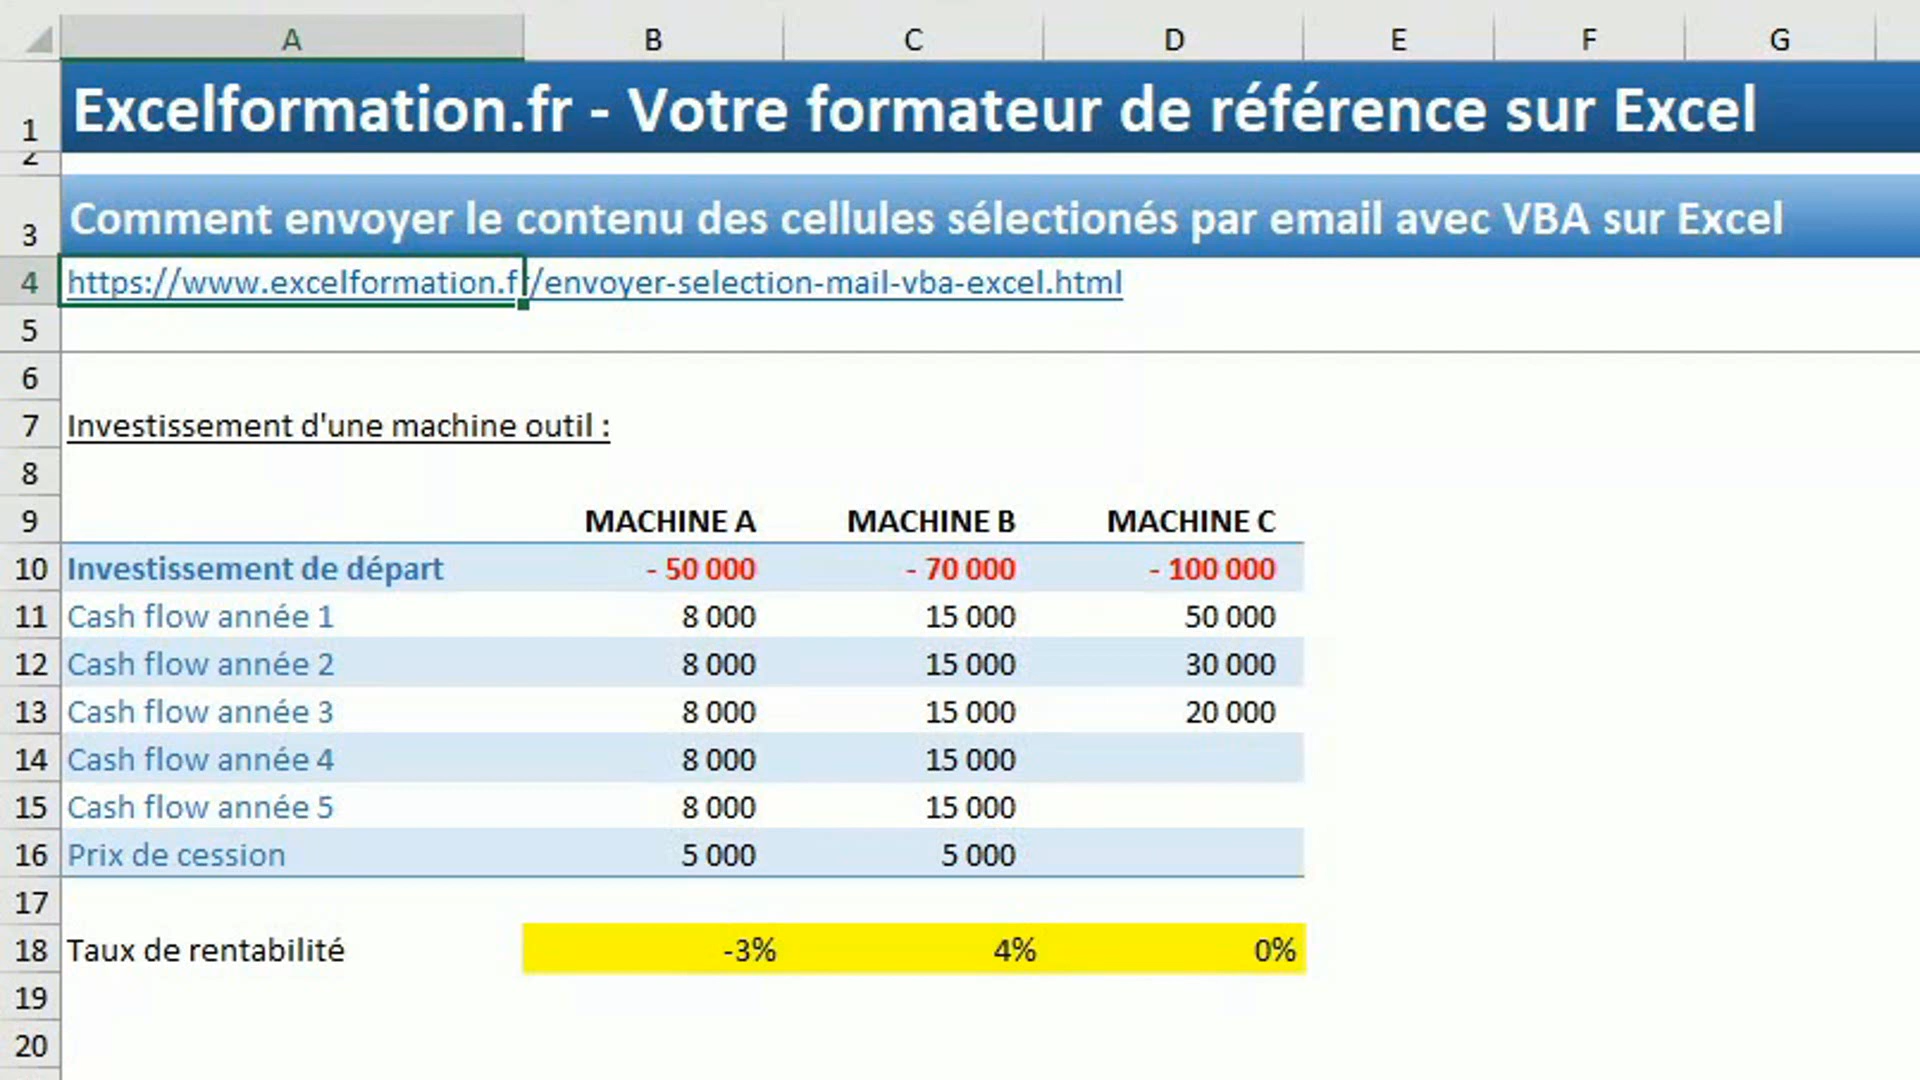 A B C D E F G
1 Excelformation.fr - Votre formateur de référence sur Excel
2
3 Comment envoyer le contenu des cellules sélectionés par email avec VBA sur Excel
4 https://www.excelformation.fr/envoyer-selection-mail-vba-excel.html
5
6
7 Investissement d'une machine outil :
8
9 MACHINE A MACHINE B MACHINE C
10 Investissement de départ - 50 000 - 70 000 - 100 000
11 Cash flow année 1 8 000 15 000 50 000
12 Cash flow année 2 8 000 15 000 30 000
13 Cash flow année 3 8 000 15 000 20 000
14 Cash flow année 4 8 000 15 000
15 Cash flow année 5 8 000 15 000
16 Prix de cession 5 000 5 000
17
18 Taux de rentabilité -3% 4% 0%
19
20